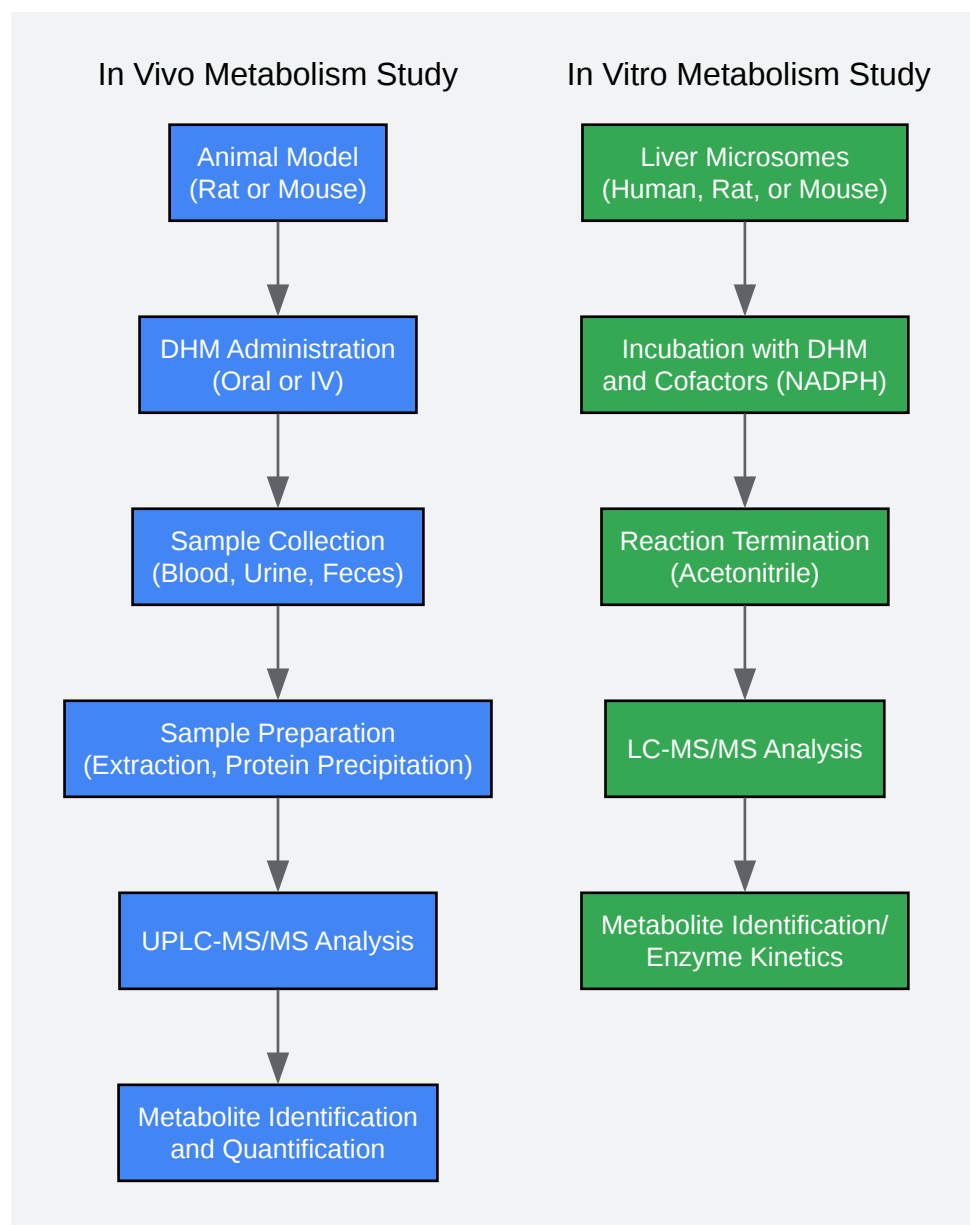 In Vivo Metabolism Study
Animal Model
(Rat or Mouse)
DHM Administration
(Oral or IV)
Sample Collection
(Blood, Urine, Feces)
Sample Preparation
(Extraction, Protein Precipitation)
UPLC-MS/MS Analysis
Metabolite Identification
and Quantification
In Vitro Metabolism Study
Liver Microsomes
(Human, Rat, or Mouse)
Incubation with DHM
and Cofactors (NADPH)
Reaction Termination
(Acetonitrile)
LC-MS/MS Analysis
Metabolite Identification/
Enzyme Kinetics